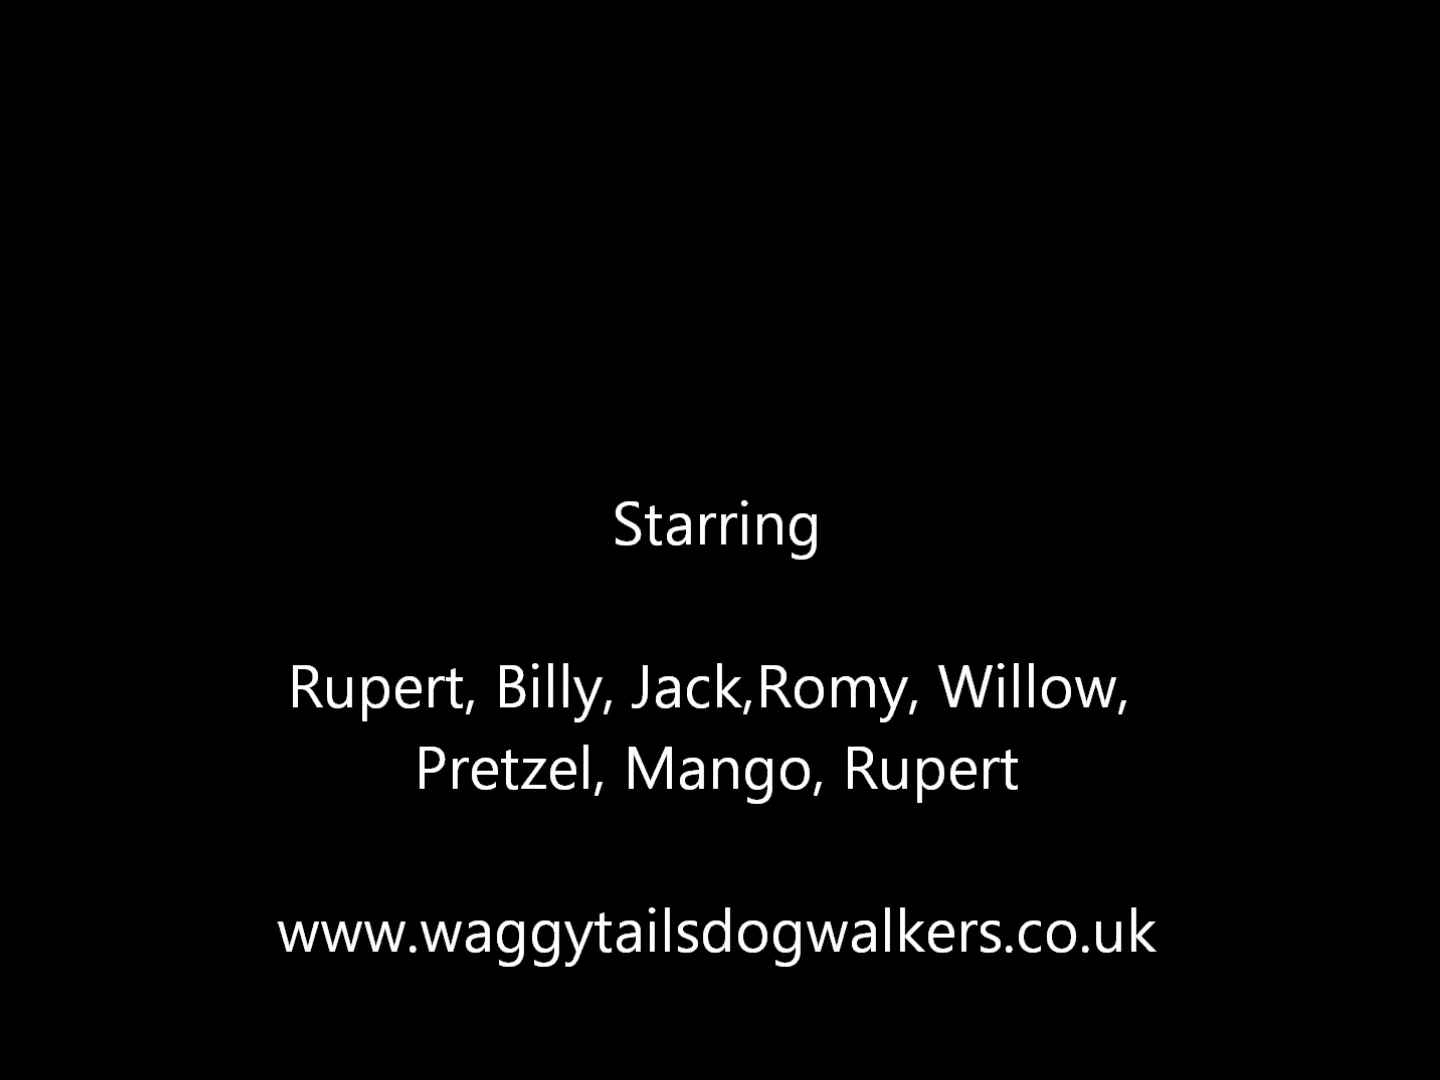 Starring
Rupert, Billy, Jack,Romy, Willow,
Pretzel, Mango, Rupert
www.waggytailsdogwalkers.co.uk